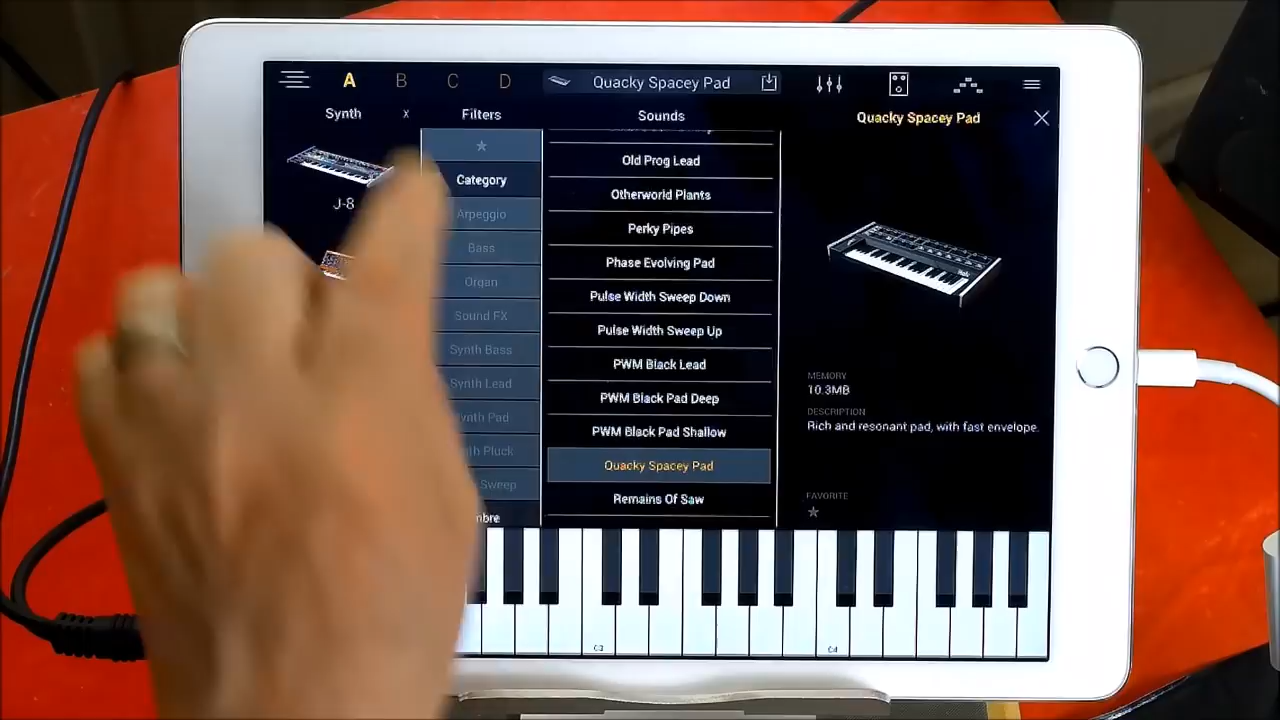 A B C D Quacky Spacey Pad
Synth x Filters Sounds Quacky Spacey Pad
J-8
Category
Arpeggio
Bass
Organ
Sound FX
Synth Bass
Synth Lead
Pad
Pluck
Sweep
Old Prog Lead
Otherworld Plants
Perky Pipes
Phase Evolving Pad
Pulse Width Sweep Down
Pulse Width Sweep Up
PWM Black Lead
PWM Black Pad Deep
PWM Black Pad Shallow
Quacky Spacey Pad
Remains Of Saw
MEMORY
10.3MB
DESCRIPTION
Rich and resonant pad, with fast envelope.
FAVORITE
C3 C4